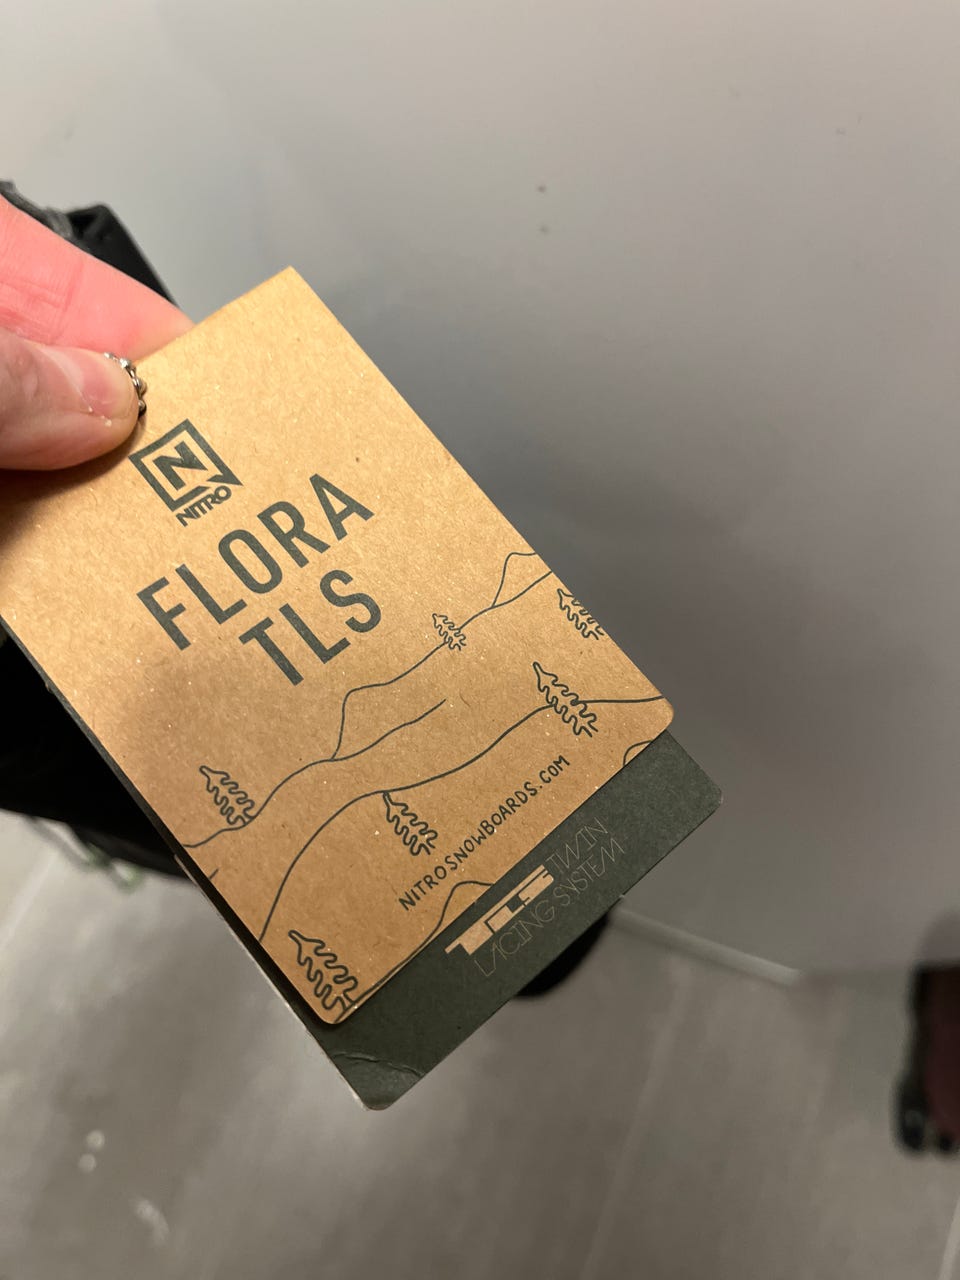 N
NITRO
FLORA
TLS
NITROSNOWBOARDS.COM
TLS TWIN
LACING SYSTEM